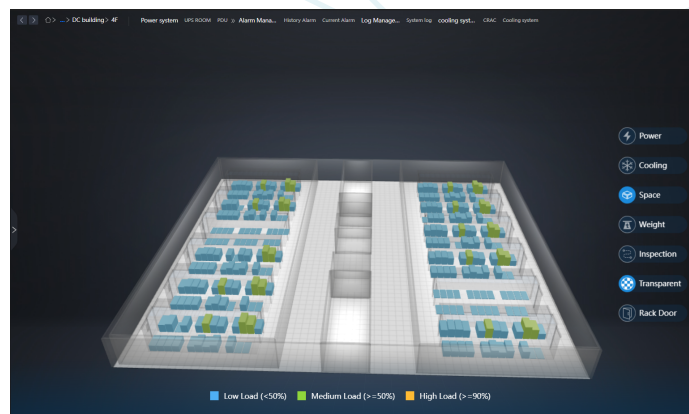 ... > DC building > 4F Power system UPS ROOM PDU » Alarm Mana... History Alarm Current Alarm Log Manage... System log cooling syst... CRAC Cooling system
Power
Cooling
Space
Weight
Inspection
Transparent
Rack Door
Low Load (<50%) Medium Load (>=50%) High Load (>=90%)